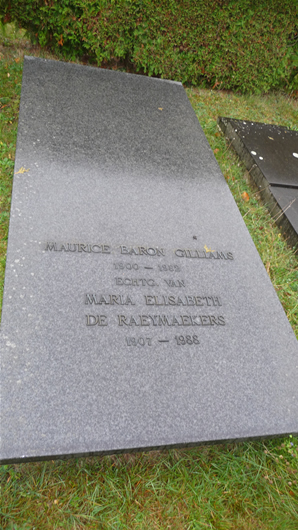 MAURICE BARON GILLIAMS
1900 — 1982
ECHTG. VAN
MARIA ELISABETH
DE RAEYMAEKERS
1907 — 1988